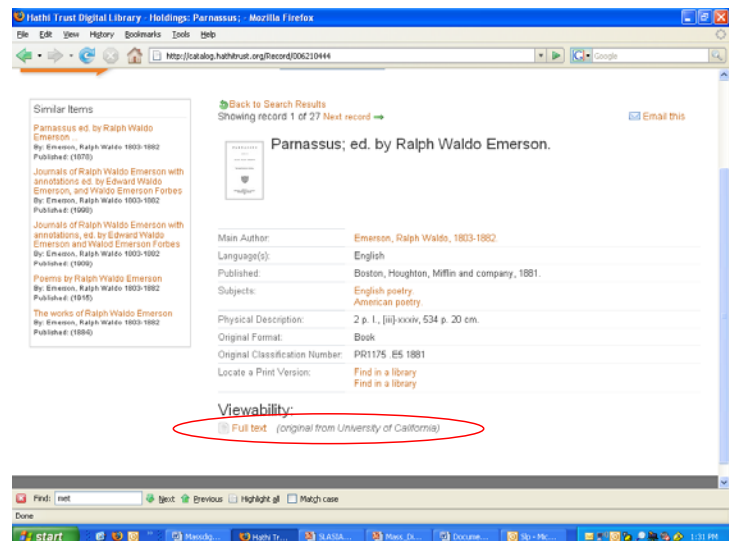 Hathi Trust Digital Library - Holdings: Parnassus; - Mozilla Firefox
File Edit View History Bookmarks Tools Help
http://catalog.hathitrust.org/Record/006210444
Google
Similar Items
Parnassus ed. by Ralph Waldo
Emerson ...
By: Emerson, Ralph Waldo 1803-1882
Published: (1878)
Journals of Ralph Waldo Emerson with
annotations ed. by Edward Waldo
Emerson, and Waldo Emerson Forbes
By: Emerson, Ralph Waldo 1803-1882
Journals of Ralph Waldo Emerson with
annotations, ed. by Edward Waldo
Emerson and Walod Emerson Forbes
By: Emerson, Ralph Waldo 1803-1882
Published: (1909)
Poems by Ralph Waldo Emerson
By: Emerson, Ralph Waldo 1803-1882
Published: (1915)
The works of Ralph Waldo Emerson
By: Emerson, Ralph Waldo 1803-1882
Published: (1884)
Back to Search Results
Showing record 1 of 27 Next record
Email this
Parnassus; ed. by Ralph Waldo Emerson.
Main Author: Emerson, Ralph Waldo, 1803-1882.
Language(s): English
Published: Boston, Houghton, Mifflin and company, 1881.
Subjects: English poetry.
American poetry.
Physical Description: 2 p. l., [iii]-xxxiv, 534 p. 20 cm.
Original Format: Book
Original Classification Number: PR1175 .E5 1881
Locate a Print Version: Find in a library
Find in a library
Viewability:
Full text (original from University of California)
Find: met Next Previous Highlight all Match case
Done
start Massdig... Hathi Tr... SLASIA... Mass_Di... Docume... Slp - Mic... 1:31 PM